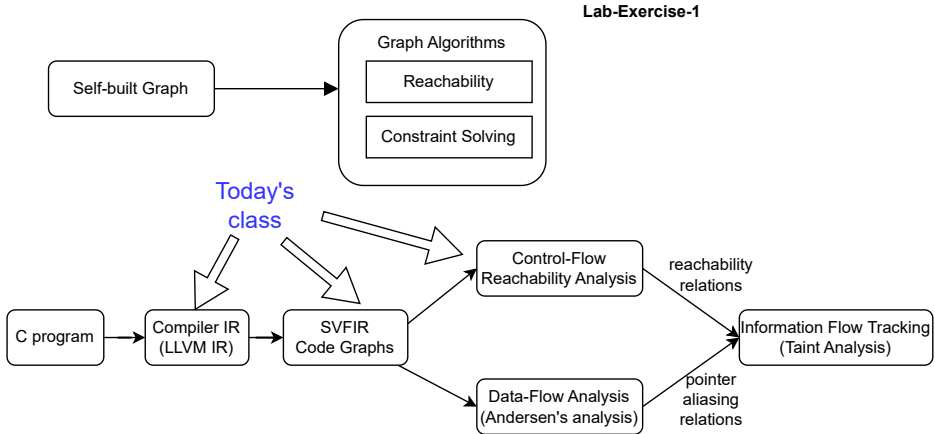 Lab-Exercise-1
Graph Algorithms
Self-built Graph
Reachability
Constraint Solving
Today's
class
Control-Flow
Reachability Analysis
reachability
relations
C program
Compiler IR
(LLVM IR)
SVFIR
Code Graphs
Information Flow Tracking
(Taint Analysis)
Data-Flow Analysis
(Andersen's analysis)
pointer
aliasing
relations